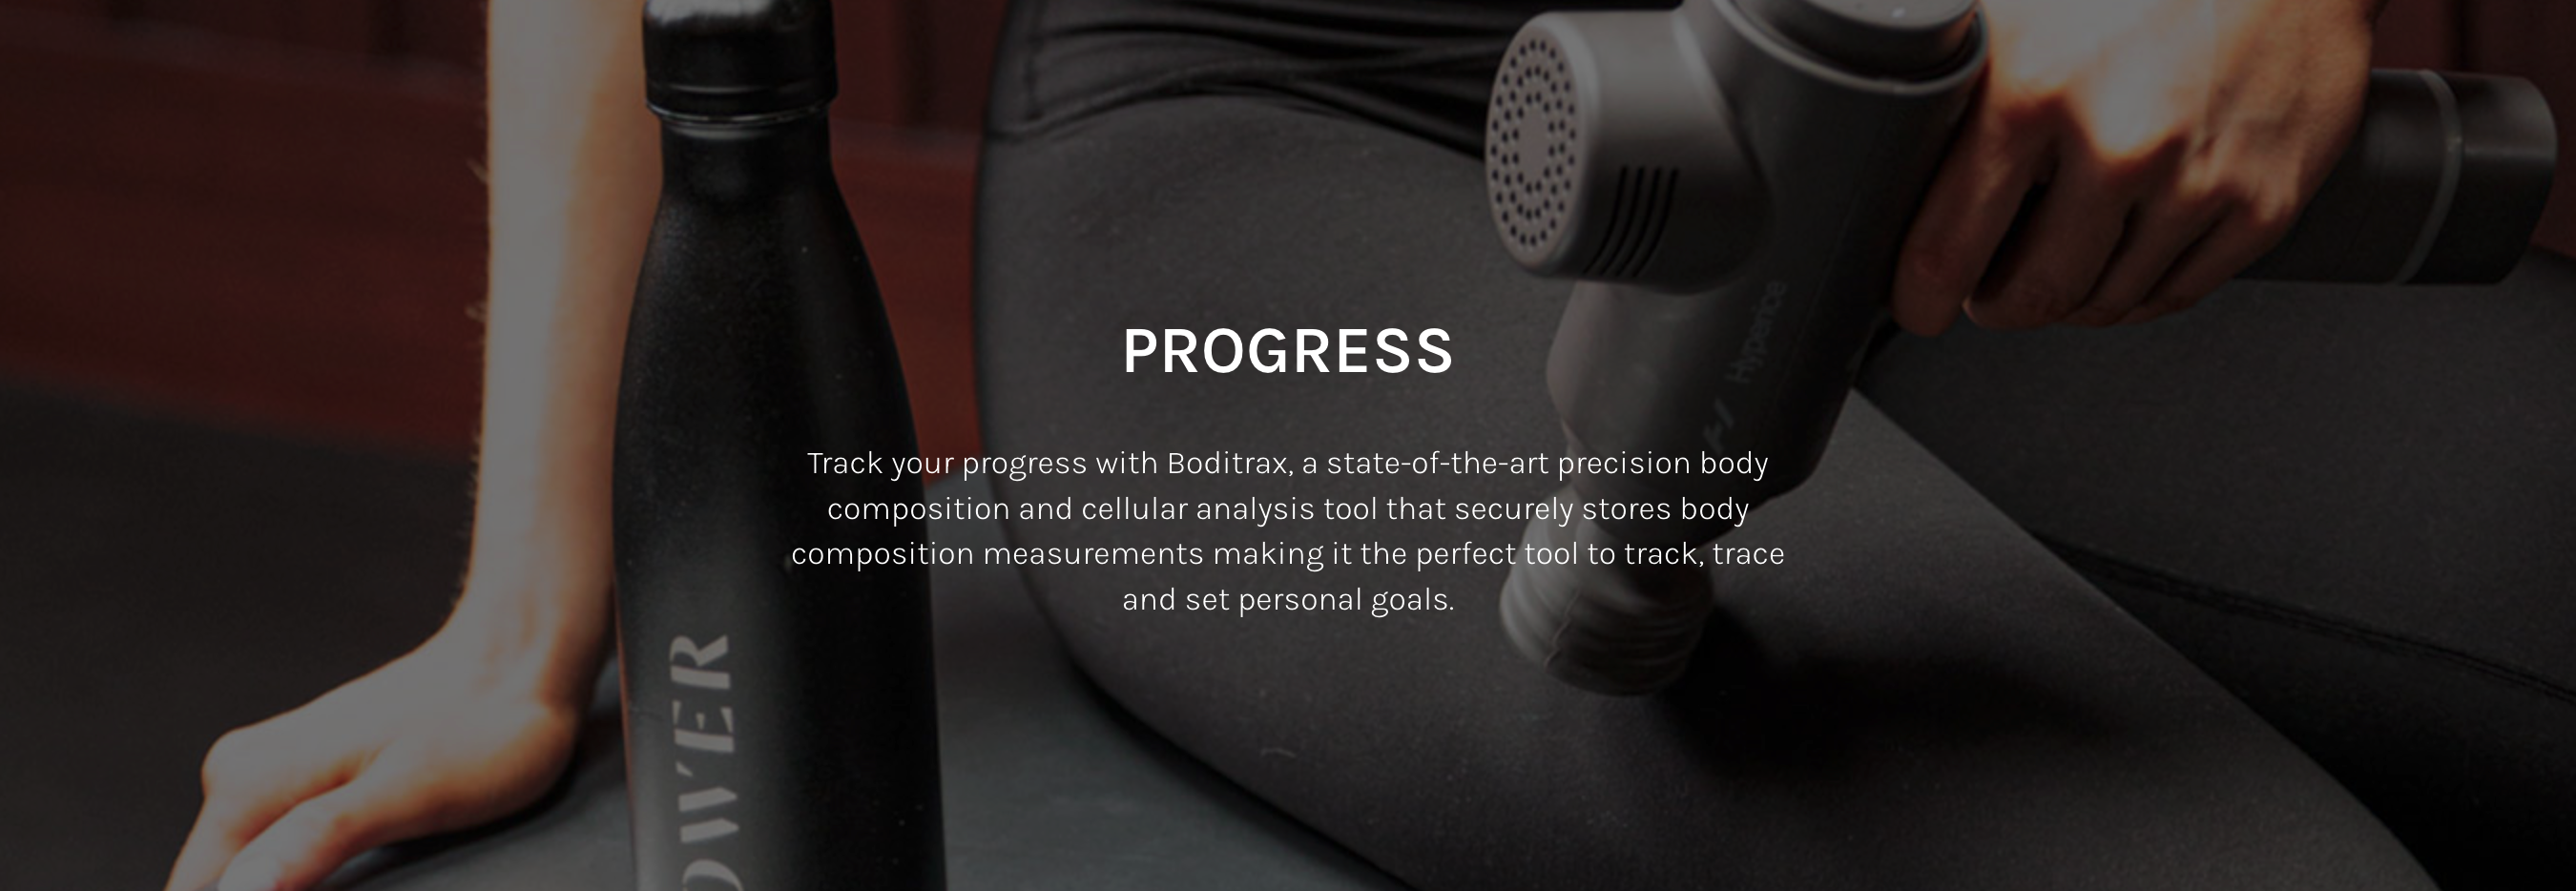 PROGRESS
Track your progress with Boditrax, a state-of-the-art precision body
composition and cellular analysis tool that securely stores body
composition measurements making it the perfect tool to track, trace
and set personal goals.
Hyperice
OWER